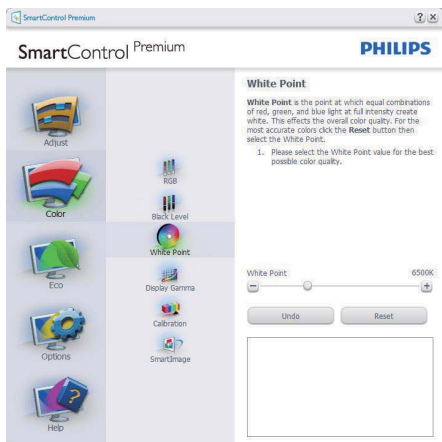 SmartControl Premium
SmartControl Premium
PHILIPS
Adjust
Color
Eco
Options
Help
RGB
Black Level
White Point
Display Gamma
Calibration
SmartImage
White Point
White Point is the point at which equal combinations
of red, green, and blue light at full intensity create
white. This effects the overall color quality. For the
most accurate colors click the Reset button then
select the White Point.
1. Please select the White Point value for the best
possible color quality.
White Point 6500K
Undo Reset